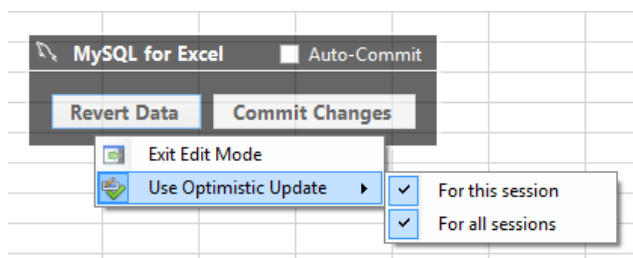 MySQL for Excel Auto-Commit
Revert Data Commit Changes
Exit Edit Mode
Use Optimistic Update For this session
For all sessions